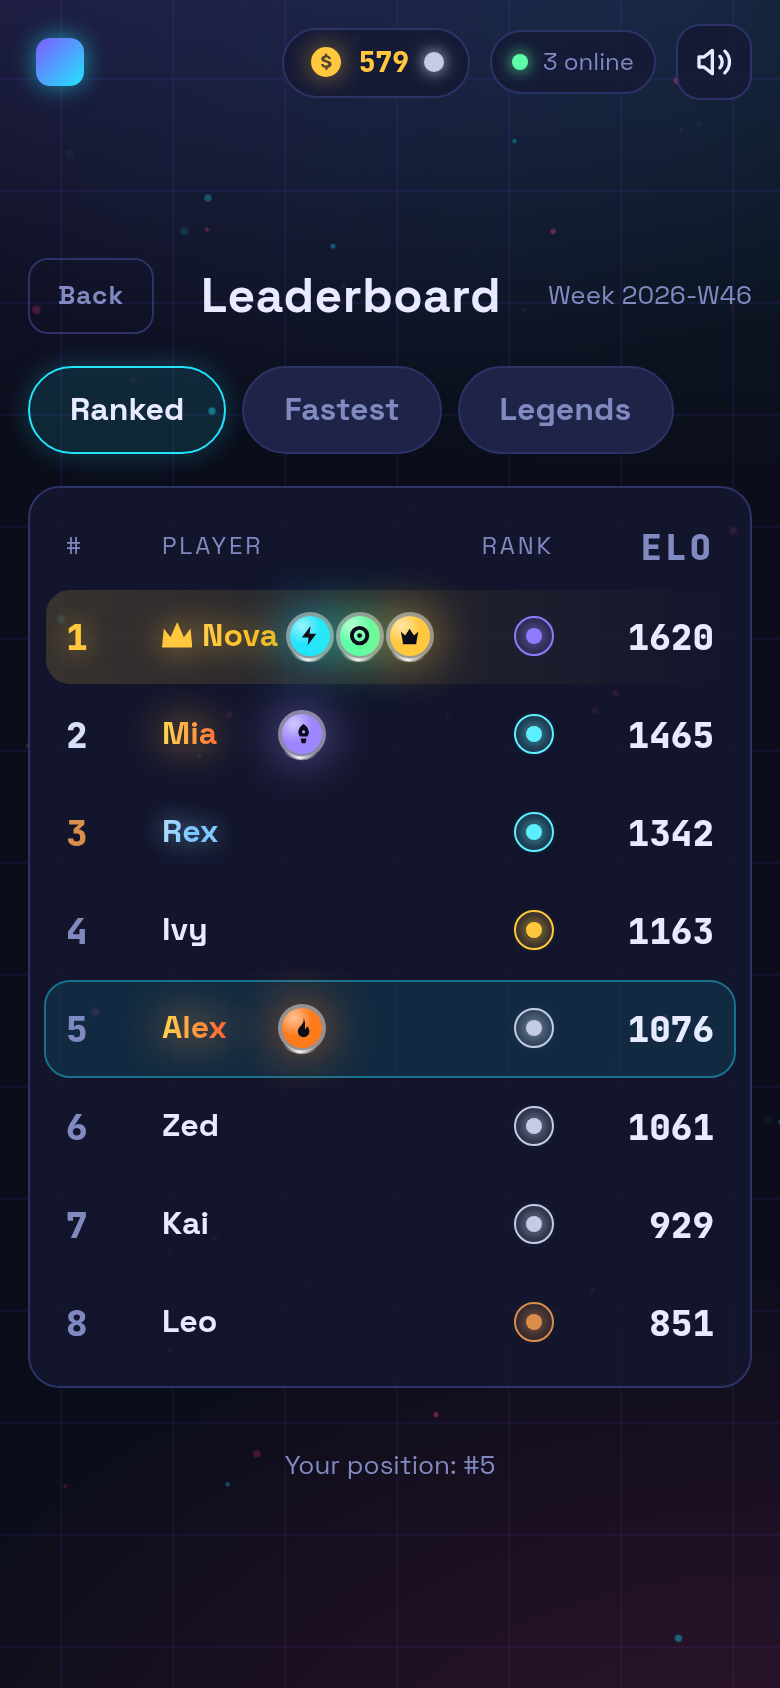 579 3 online
Back Leaderboard Week 2026-W46
Ranked Fastest Legends
# PLAYER RANK ELO
1 Nova 1620
2 Mia 1465
3 Rex 1342
4 Ivy 1163
5 Alex 1076
6 Zed 1061
7 Kai 929
8 Leo 851
Your position: #5